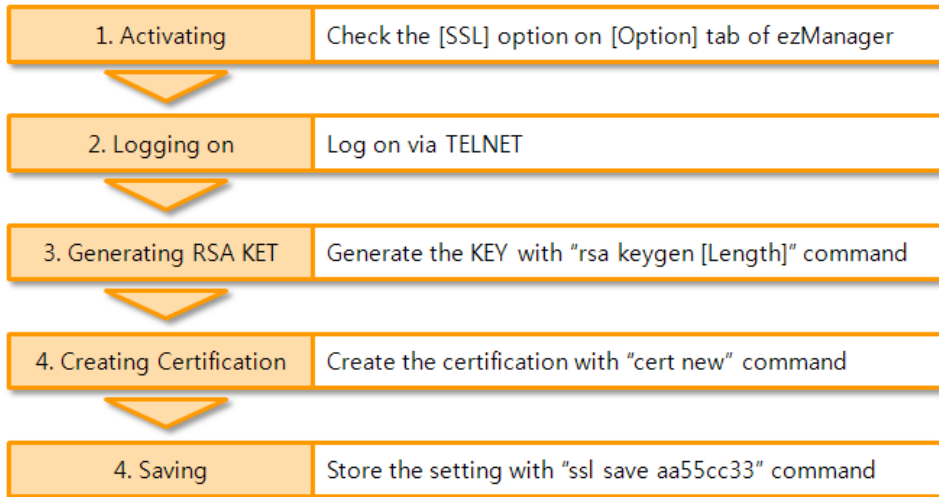 1. Activating
Check the [SSL] option on [Option] tab of ezManager
2. Logging on
Log on via TELNET
3. Generating RSA KET
Generate the KEY with “rsa keygen [Length]” command
4. Creating Certification
Create the certification with “cert new” command
4. Saving
Store the setting with “ssl save aa55cc33” command